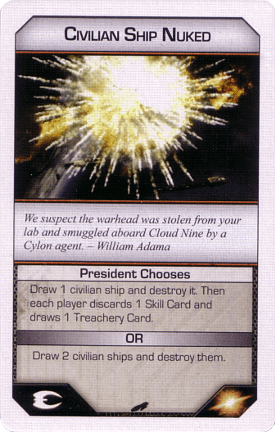 CIVILIAN SHIP NUKED
We suspect the warhead was stolen from your
lab and smuggled aboard Cloud Nine by a
Cylon agent. – William Adama
President Chooses
Draw 1 civilian ship and destroy it. Then
each player discards 1 Skill Card and
draws 1 Treachery Card.
OR
Draw 2 civilian ships and destroy them.